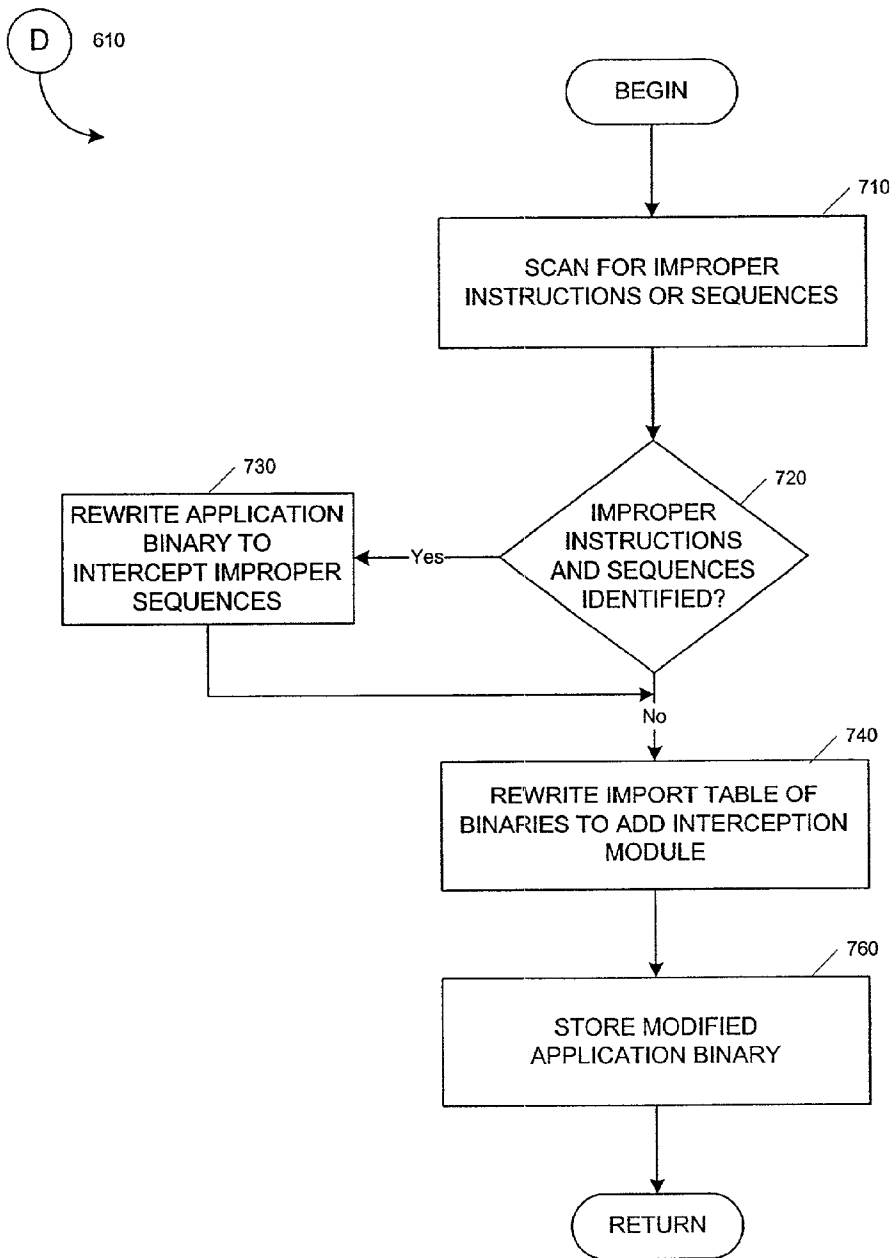 D
610
BEGIN
710
SCAN FOR IMPROPER
INSTRUCTIONS OR SEQUENCES
720
IMPROPER
INSTRUCTIONS
AND SEQUENCES
IDENTIFIED?
Yes
730
REWRITE APPLICATION
BINARY TO
INTERCEPT IMPROPER
SEQUENCES
No
740
REWRITE IMPORT TABLE OF
BINARIES TO ADD INTERCEPTION
MODULE
760
STORE MODIFIED
APPLICATION BINARY
RETURN